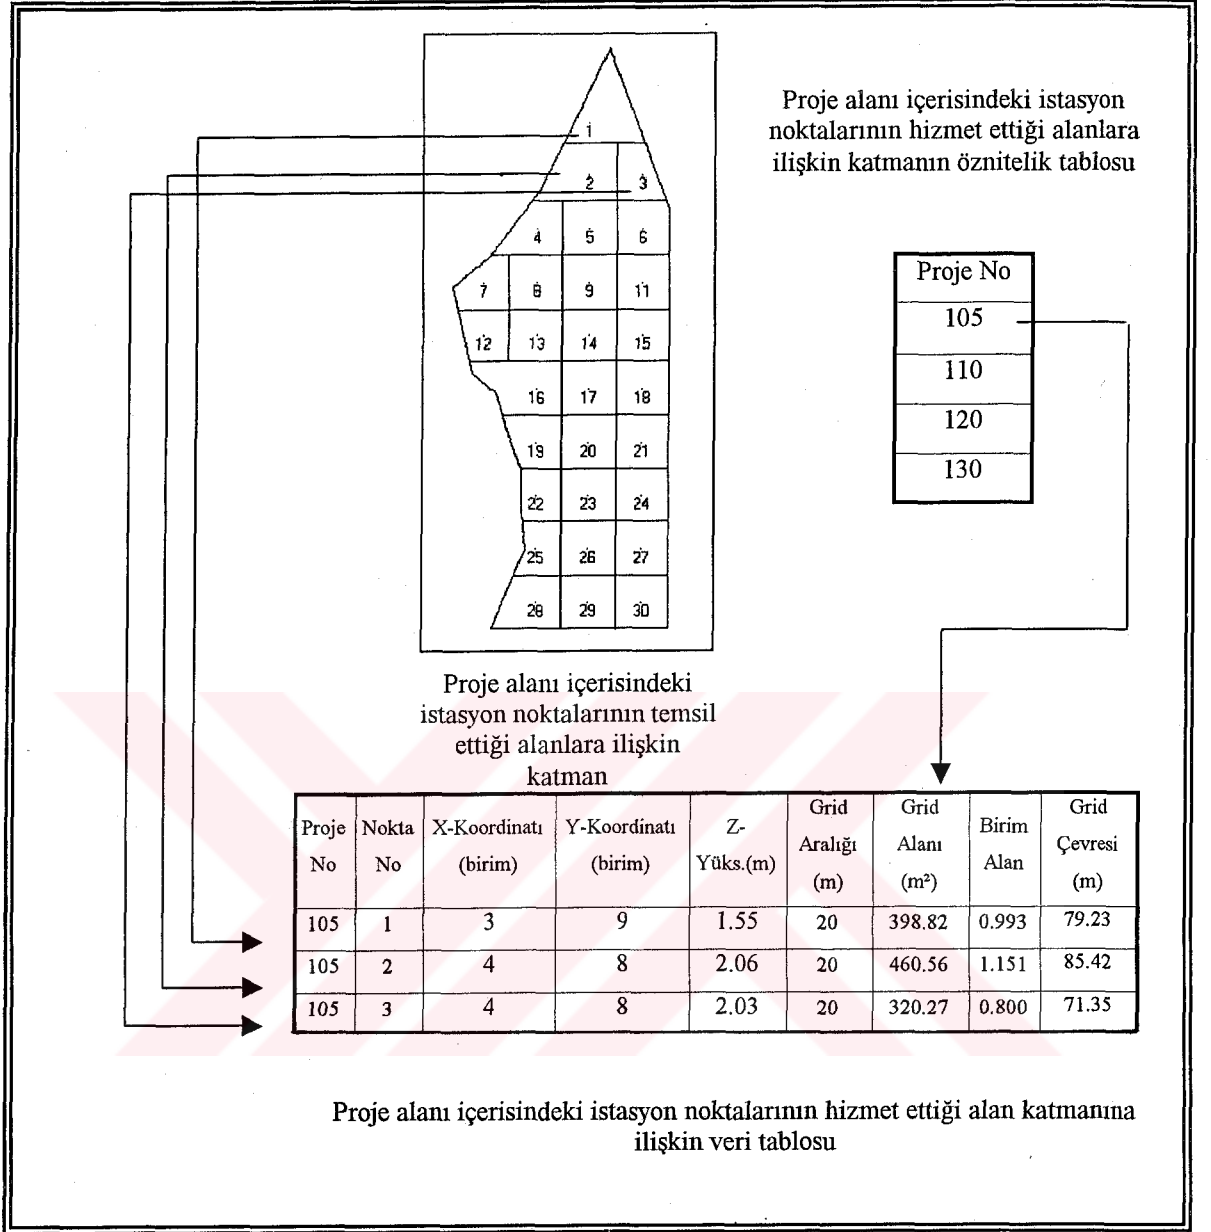 Proje alanı içerisindeki istasyon
noktalarının hizmet ettiği alanlara
ilişkin katmanın öznitelik tablosu
1
2 3
4 5 6
7 8 9 11
12 13 14 15
16 17 18
19 20 21
22 23 24
25 26 27
28 29 30
Proje No
105
110
120
130
Proje alanı içerisindeki
istasyon noktalarının temsil
ettiği alanlara ilişkin
katman
Proje No Nokta No X-Koordinatı (birim) Y-Koordinatı (birim) Z-Yüks.(m) Grid Aralığı (m) Grid Alanı (m²) Birim Alan Grid Çevresi (m)
105 1 3 9 1.55 20 398.82 0.993 79.23
105 2 4 8 2.06 20 460.56 1.151 85.42
105 3 4 8 2.03 20 320.27 0.800 71.35
Proje alanı içerisindeki istasyon noktalarının hizmet ettiği alan katmanına
ilişkin veri tablosu